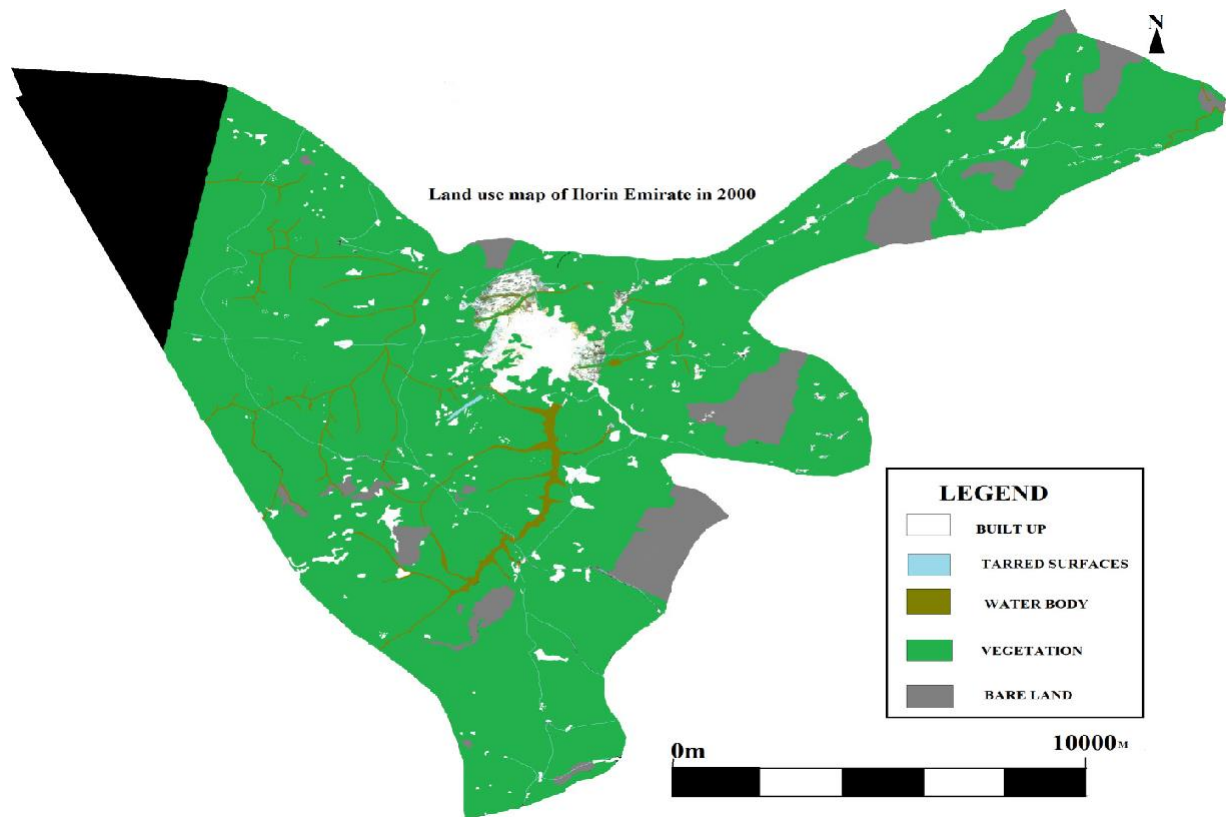 N
Land use map of Ilorin Emirate in 2000
LEGEND
BUILT UP
TARRED SURFACES
WATER BODY
VEGETATION
BARE LAND
0m
10000M